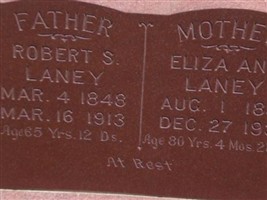 FATHER
ROBERT S.
LANEY
MAR. 4 1848
MAR. 16 1913
Age 65 Yrs. 12 Ds.
MOTHE
ELIZA AN
LANEY
AUG. 1 18
DEC. 27 19
Age 80 Yrs. 4 Mos. 2
At Rest